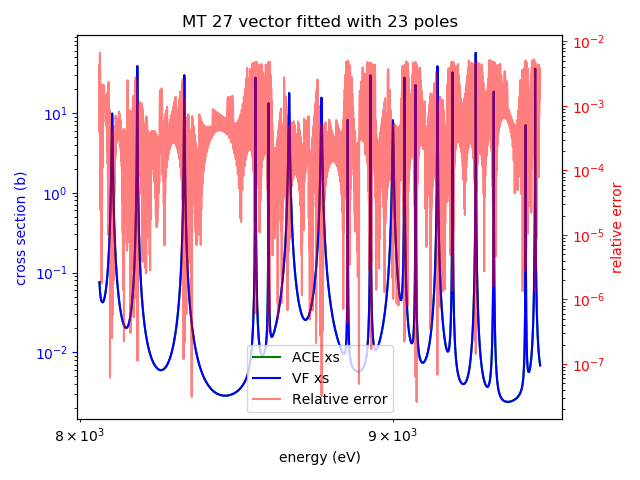 MT 27 vector fitted with 23 poles
cross section (b)
10¹
10⁰
10⁻¹
10⁻²
10⁻²
10⁻³
10⁻⁴
10⁻⁵
10⁻⁶
10⁻⁷
relative error
ACE xs
VF xs
Relative error
8 × 10³
9 × 10³
energy (eV)